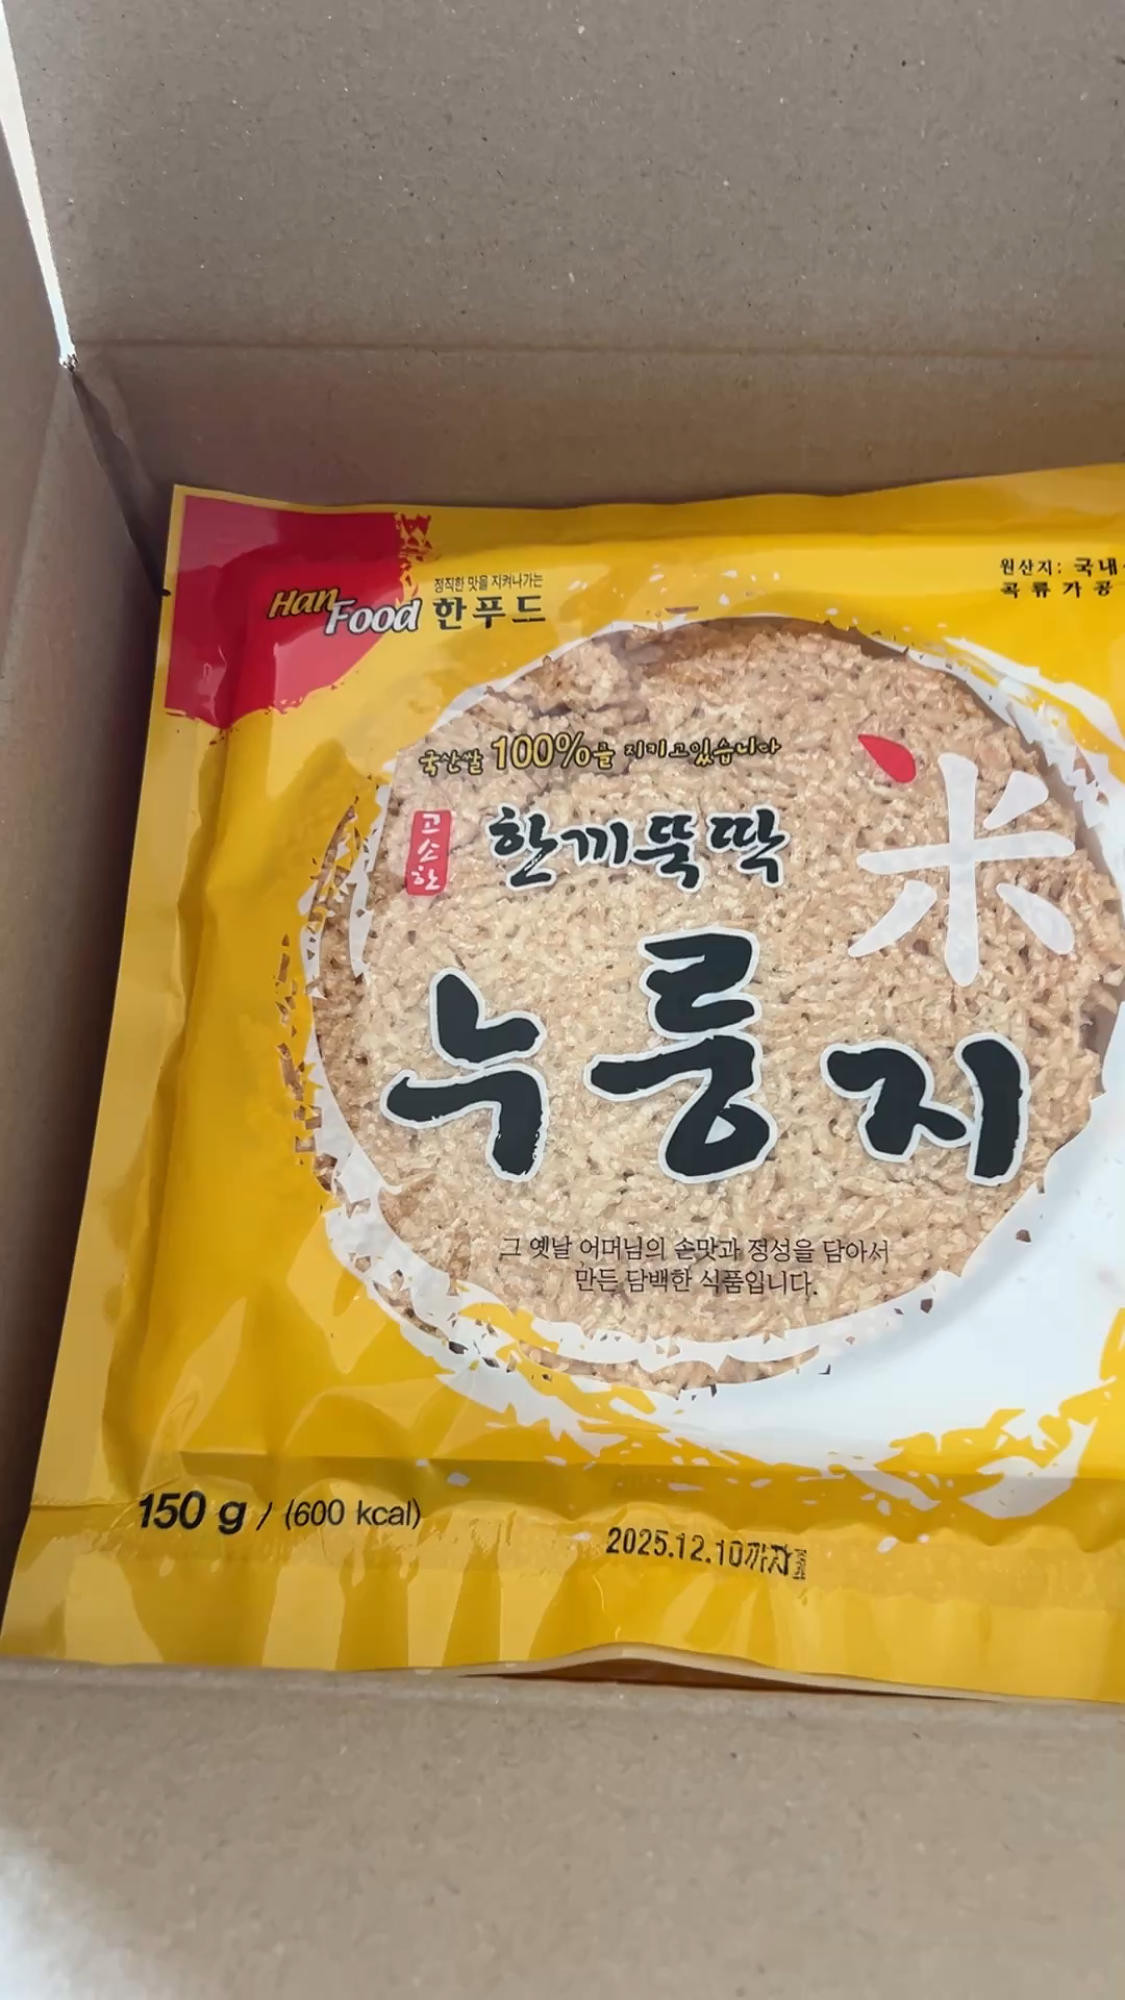 정직한 맛을 지켜나가는
HanFood 한푸드
원산지: 국내
곡류가공
국산쌀 100%를 지키고있습니다
고소한
한끼뚝딱
米
누룽지
그 옛날 어머님의 손맛과 정성을 담아서
만든 담백한 식품입니다.
150 g / (600 kcal)
2025.12.10까지